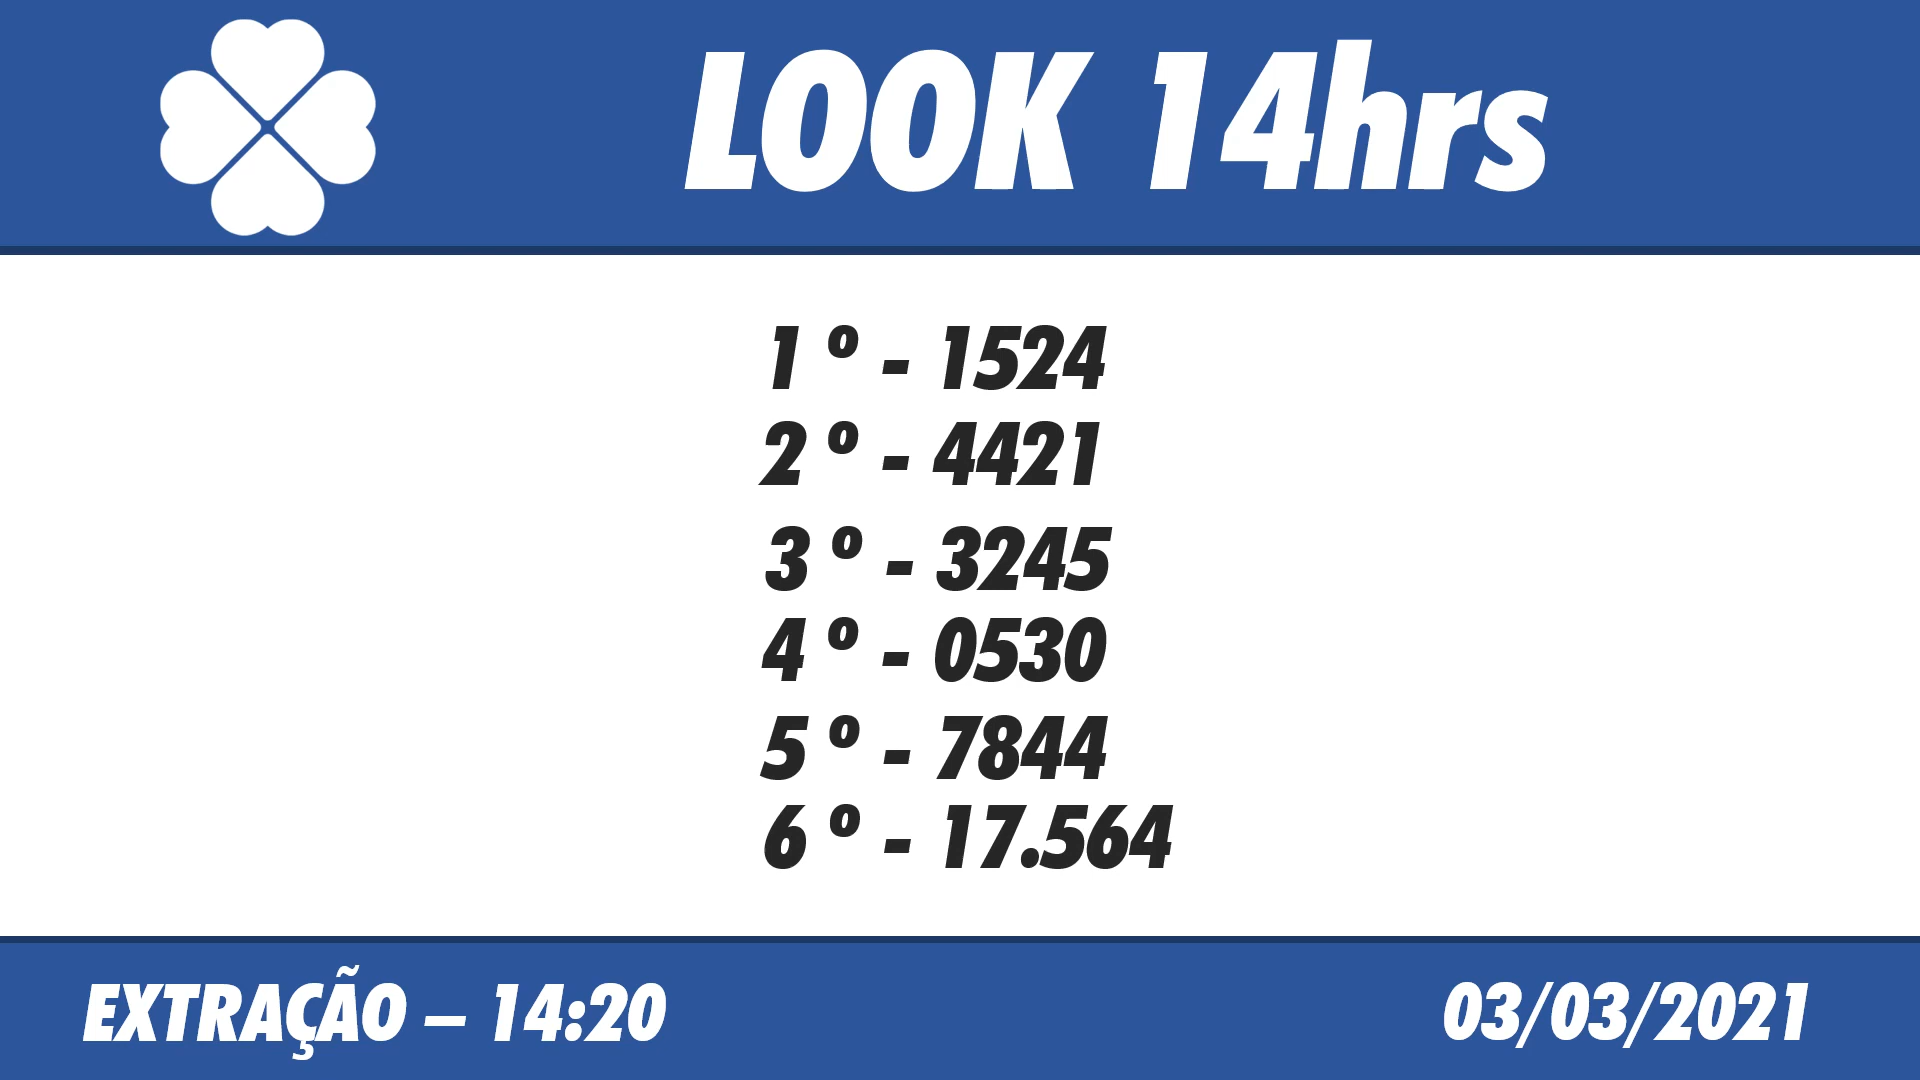 LOOK 14hrs
1 º - 1524
2 º - 4421
3 º - 3245
4 º - 0530
5 º - 7844
6 º - 17.564
EXTRAÇÃO – 14:20
03/03/2021